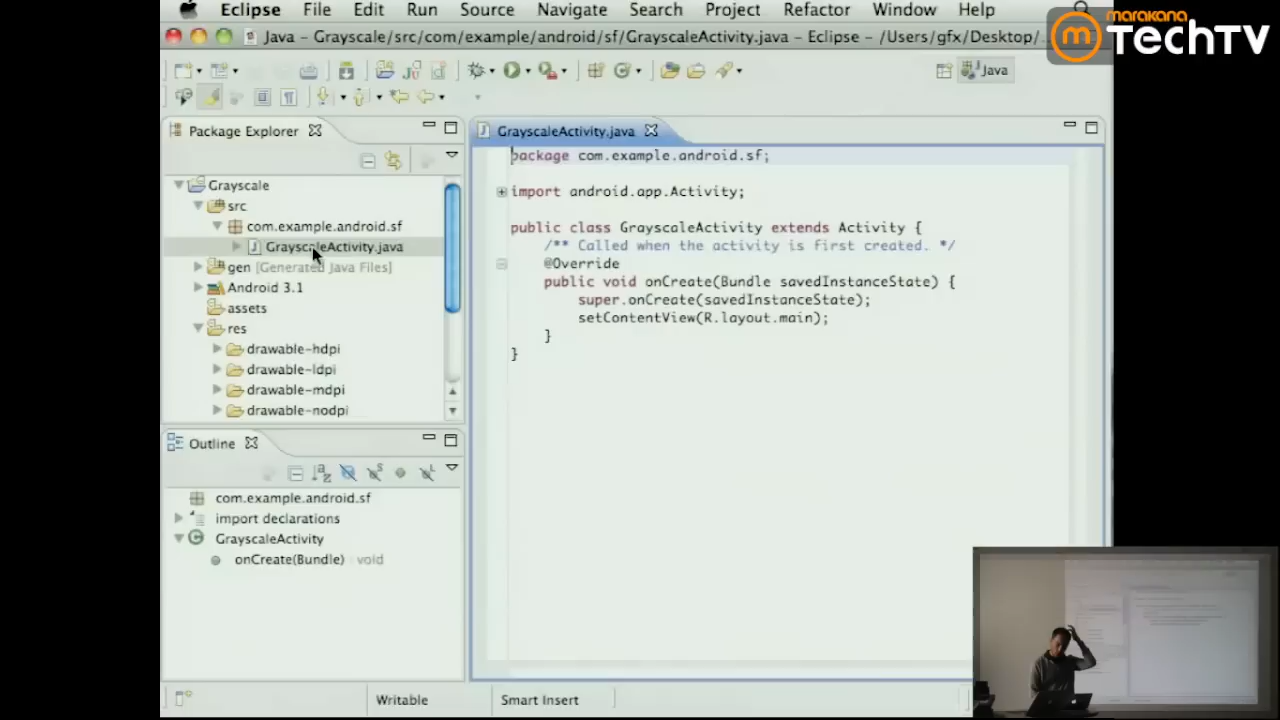 Eclipse File Edit Run Source Navigate Search Project Refactor Window Help
marakana
m TechTV
Java – Grayscale/src/com/example/android/sf/GrayscaleActivity.java – Eclipse – /Users/gfx/Desktop/...
Java
Package Explorer
GrayscaleActivity.java
Grayscale
src
com.example.android.sf
GrayscaleActivity.java
gen [Generated Java Files]
Android 3.1
assets
res
drawable-hdpi
drawable-ldpi
drawable-mdpi
drawable-nodpi
package com.example.android.sf;
import android.app.Activity;
public class GrayscaleActivity extends Activity {
/** Called when the activity is first created. */
@Override
public void onCreate(Bundle savedInstanceState) {
super.onCreate(savedInstanceState);
setContentView(R.layout.main);
}
}
Outline
com.example.android.sf
import declarations
GrayscaleActivity
onCreate(Bundle) : void
Writable
Smart Insert